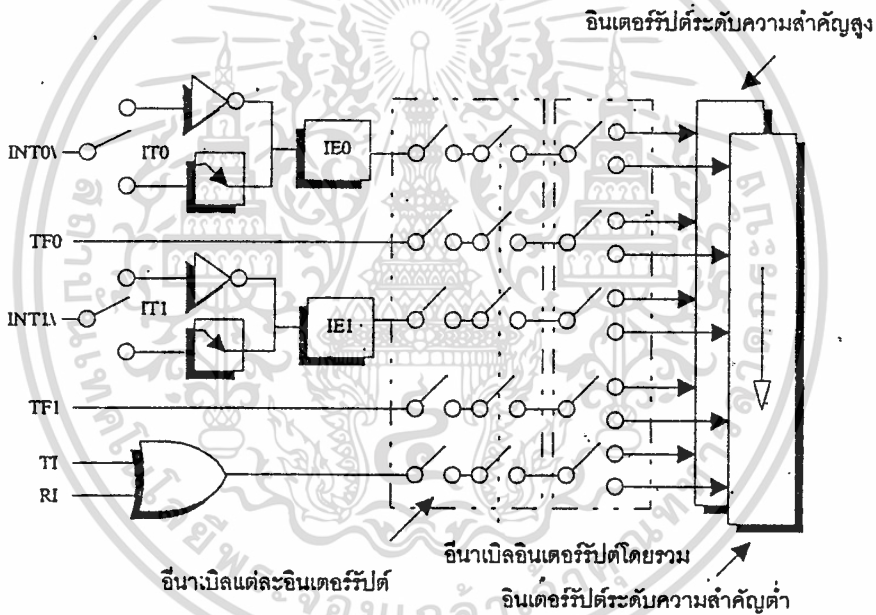 อินเตอร์รัปต์ระดับความสำคัญสูง
INT0\
IT0
IE0
TF0
INT1\
IT1
IE1
TF1
TI
RI
อีนาเบิลแต่ละอินเตอร์รัปต์
อีนาเบิลอินเตอร์รัปต์โดยรวม
อินเตอร์รัปต์ระดับความสำคัญต่ำ